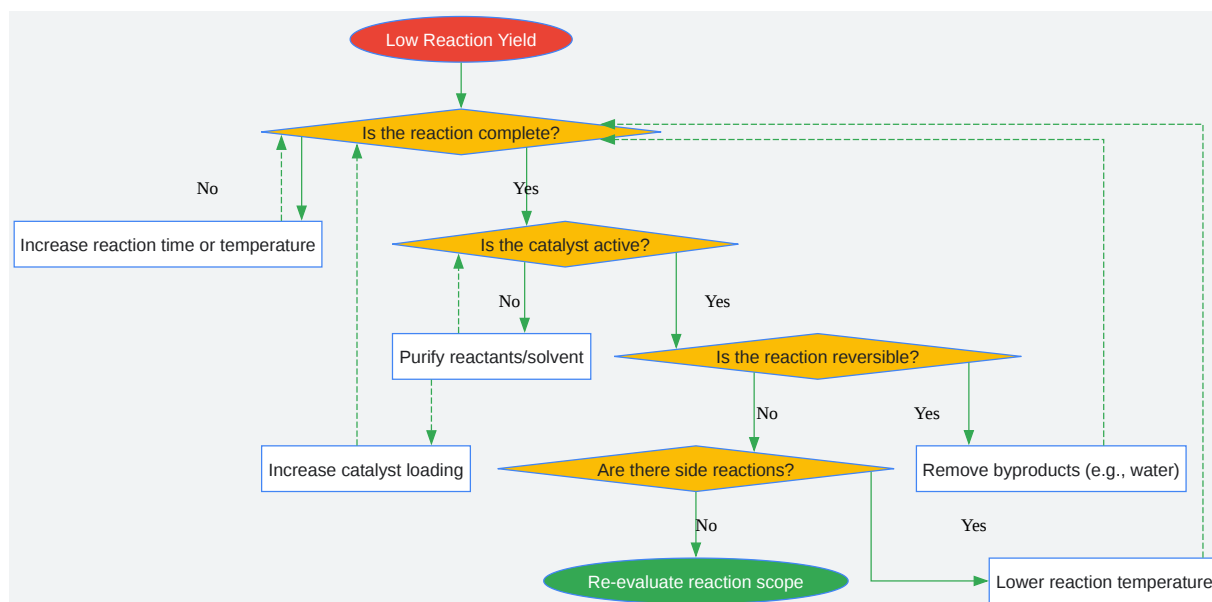 Low Reaction Yield
Is the reaction complete?
No
Yes
Increase reaction time or temperature
Is the catalyst active?
No
Yes
Purify reactants/solvent
Is the reaction reversible?
No
Yes
Increase catalyst loading
Are there side reactions?
Remove byproducts (e.g., water)
No
Yes
Re-evaluate reaction scope
Lower reaction temperature